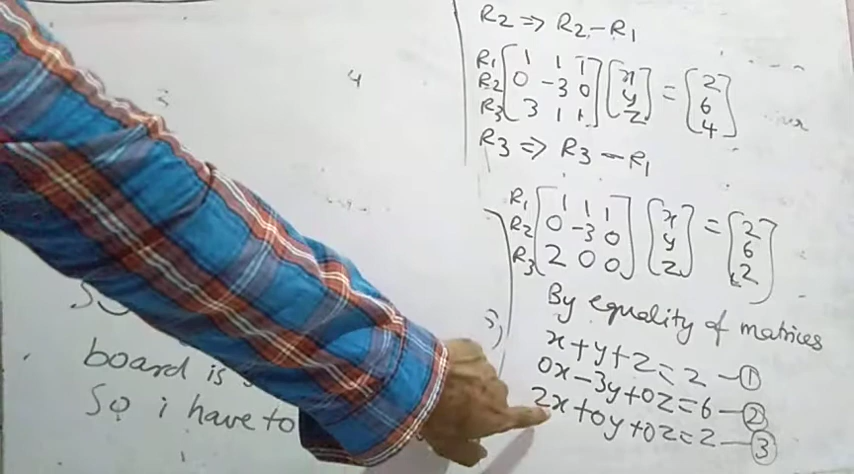 4
R2 ⇒ R2 - R1
R1 [ 1 1 1 ] [ x ] = [ 2 ]
R2 [ 0 -3 0 ] [ y ] [ 6 ]
R3 [ 3 1 1 ] [ z ] [ 4 ]
R3 ⇒ R3 - R1
R1 [ 1 1 1 ] [ x ] = [ 2 ]
R2 [ 0 -3 0 ] [ y ] [ 6 ]
R3 [ 2 0 0 ] [ z ] [ 2 ]
By equality of matrices
x + y + z = 2 - ①
0x - 3y + 0z = 6 - ②
2x + 0y + 0z = 2 - ③
board is
So i have to